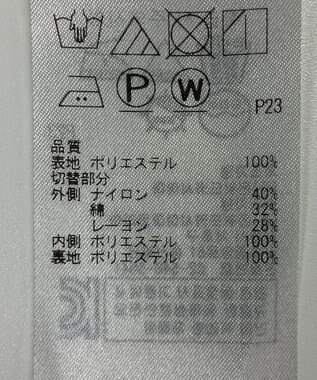 P
W
P23
品質
表地 ポリエステル 100%
切替部分
外側 ナイロン 40%
綿 32%
レーヨン 28%
内側 ポリエステル 100%
裏地 ポリエステル 100%